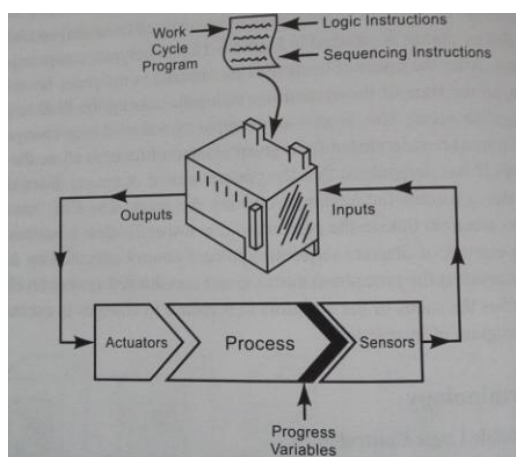 Work
Cycle
Program
Logic Instructions
Sequencing Instructions
Outputs
Inputs
Actuators
Process
Sensors
Progress
Variables